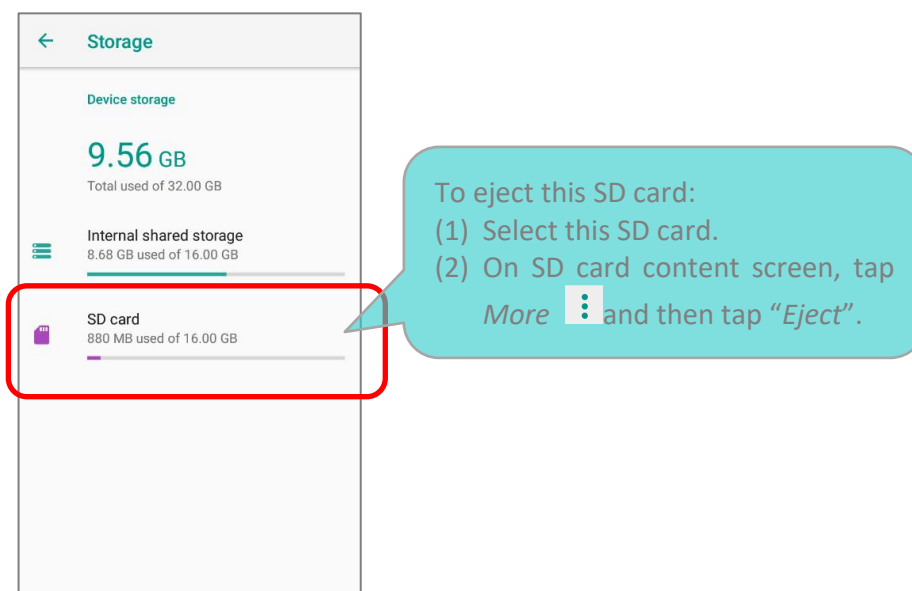 Storage
Device storage
9.56 GB
Total used of 32.00 GB
Internal shared storage
8.68 GB used of 16.00 GB
SD card
880 MB used of 16.00 GB
To eject this SD card:
(1) Select this SD card.
(2) On SD card content screen, tap
More and then tap “Eject”.